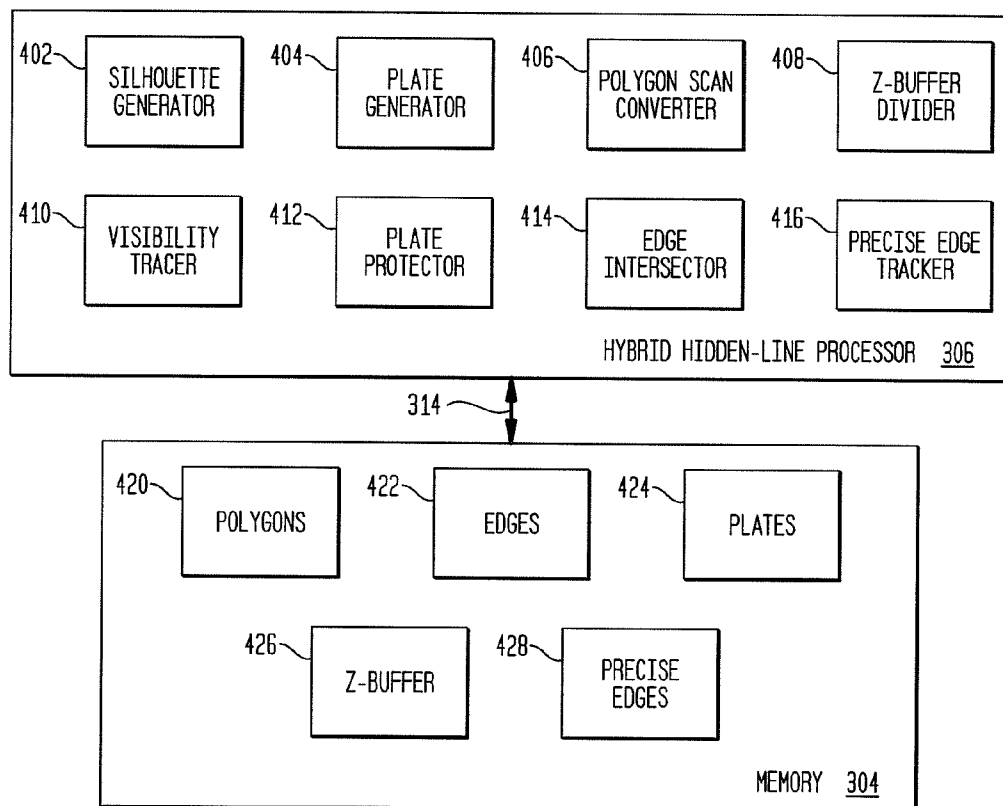 402
SILHOUETTE
GENERATOR
404
PLATE
GENERATOR
406
POLYGON SCAN
CONVERTER
408
Z-BUFFER
DIVIDER
410
VISIBILITY
TRACER
412
PLATE
PROTECTOR
414
EDGE
INTERSECTOR
416
PRECISE EDGE
TRACKER
HYBRID HIDDEN-LINE PROCESSOR 306
314
420
POLYGONS
422
EDGES
424
PLATES
426
Z-BUFFER
428
PRECISE
EDGES
MEMORY 304